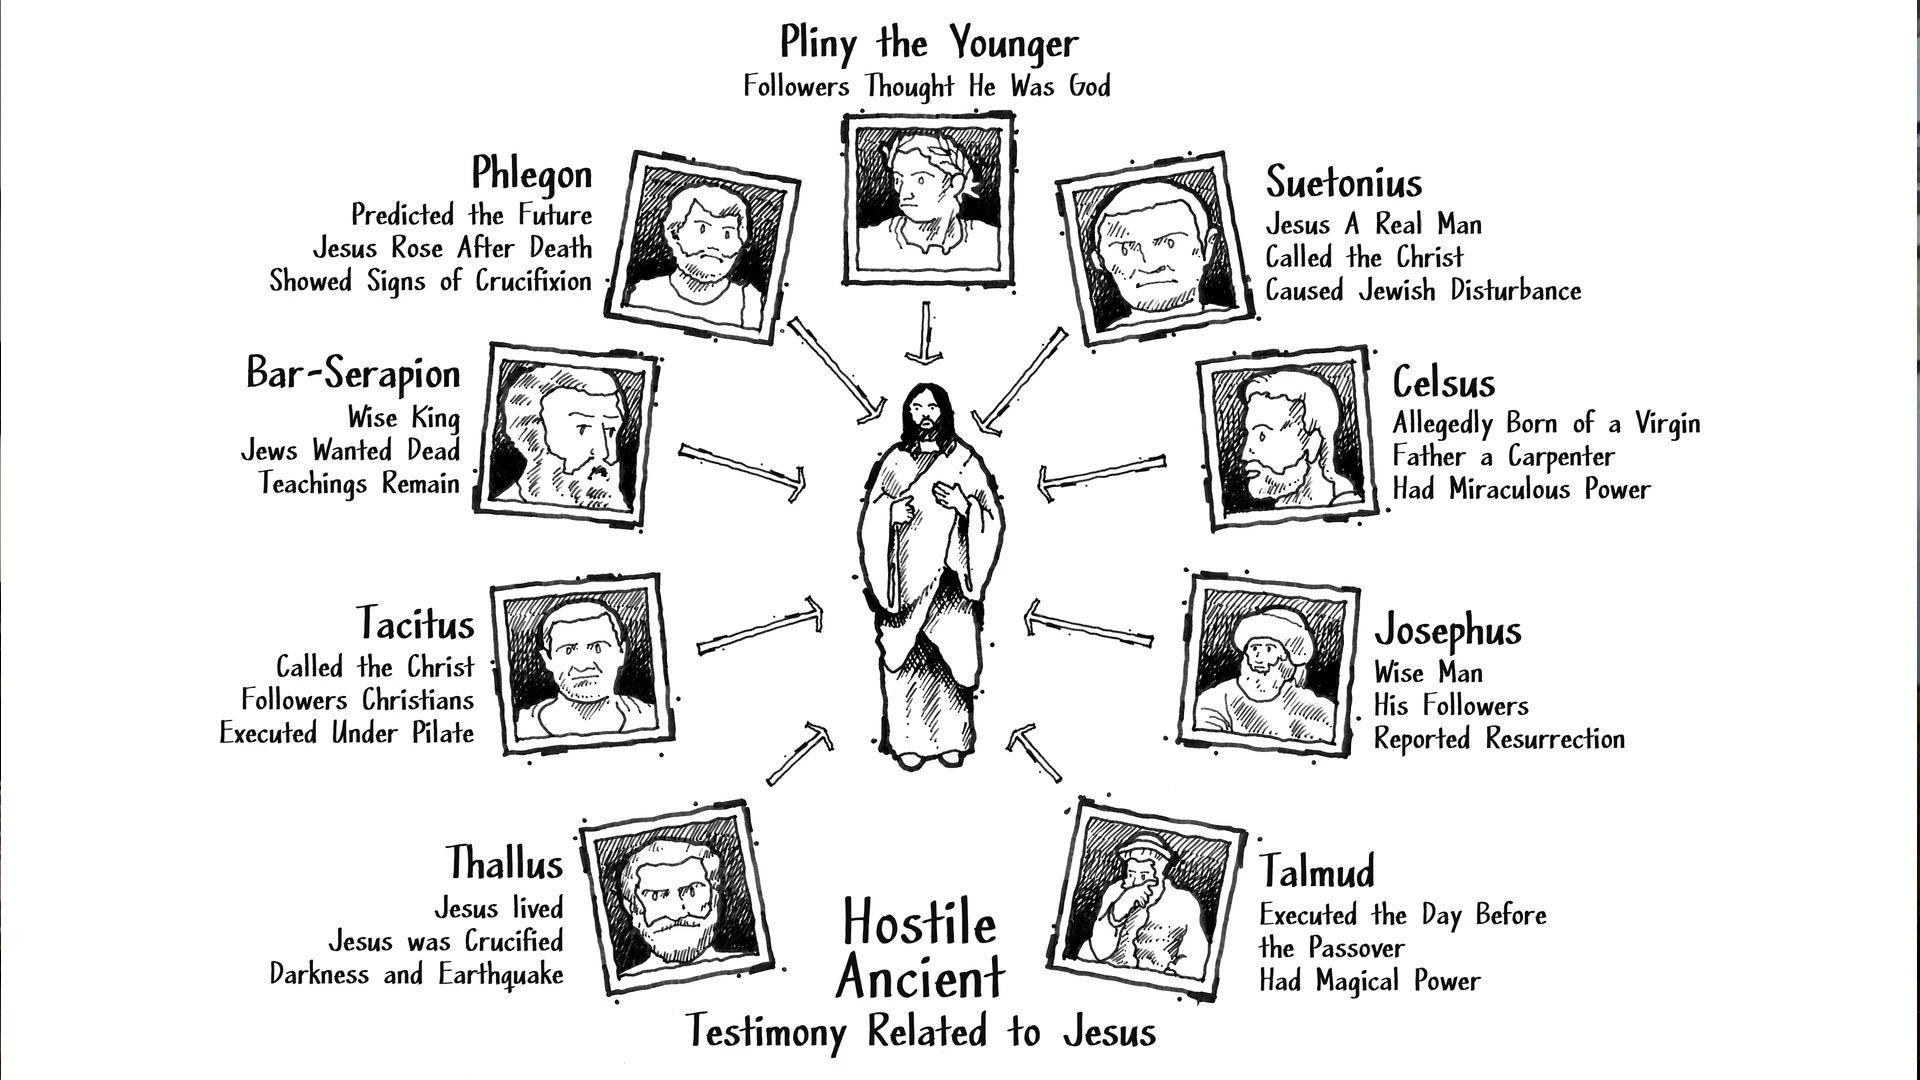 Pliny the Younger
Followers Thought He Was God
Phlegon
Predicted the Future
Jesus Rose After Death
Showed Signs of Crucifixion
Suetonius
Jesus A Real Man
Called the Christ
Caused Jewish Disturbance
Bar-Serapion
Wise King
Jews Wanted Dead
Teachings Remain
Celsus
Allegedly Born of a Virgin
Father a Carpenter
Had Miraculous Power
Tacitus
Called the Christ
Followers Christians
Executed Under Pilate
Josephus
Wise Man
His Followers
Reported Resurrection
Thallus
Jesus lived
Jesus was Crucified
Darkness and Earthquake
Talmud
Executed the Day Before
the Passover
Had Magical Power
Hostile
Ancient
Testimony Related to Jesus